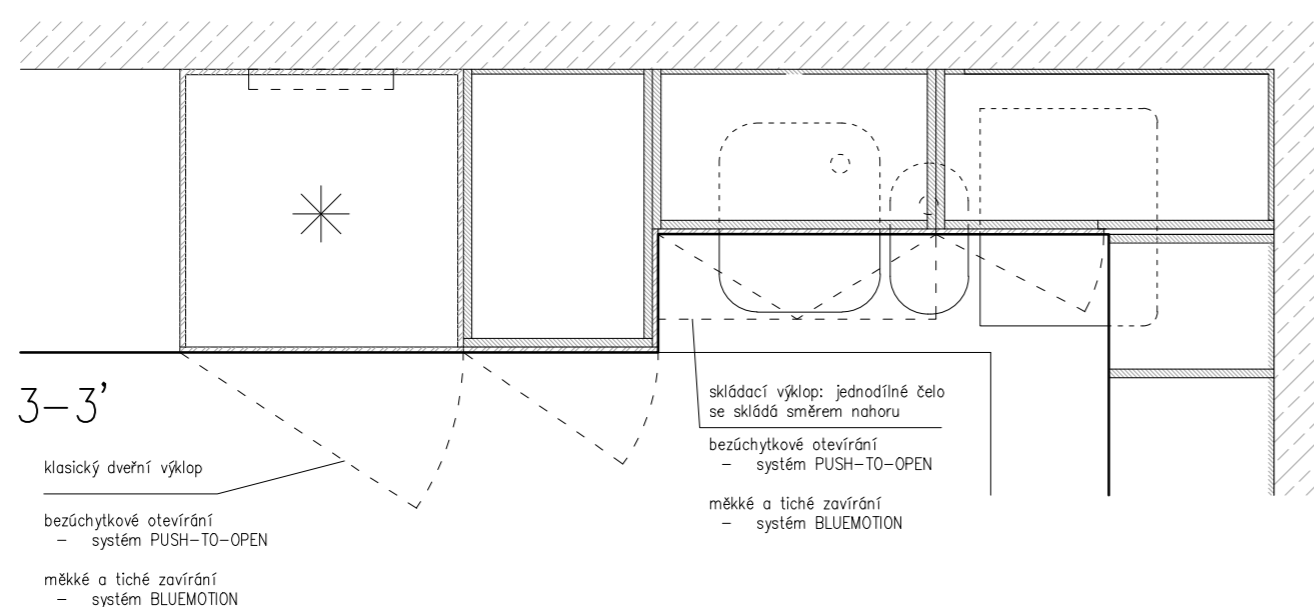 3-3'
klasický dveřní výklop
bezúchytkové otevírání
- systém PUSH-TO-OPEN
měkké a tiché zavírání
- systém BLUEMOTION
skládací výklop: jednodílné čelo
se skládá směrem nahoru
bezúchytkové otevírání
- systém PUSH-TO-OPEN
měkké a tiché zavírání
- systém BLUEMOTION